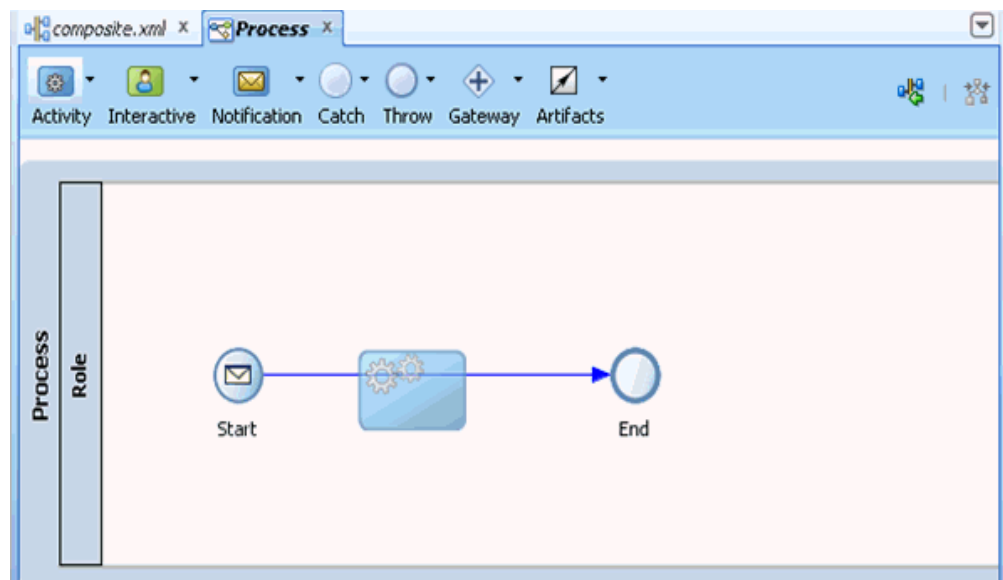 composite.xml x Process x
Activity Interactive Notification Catch Throw Gateway Artifacts
Process
Role
Start
End